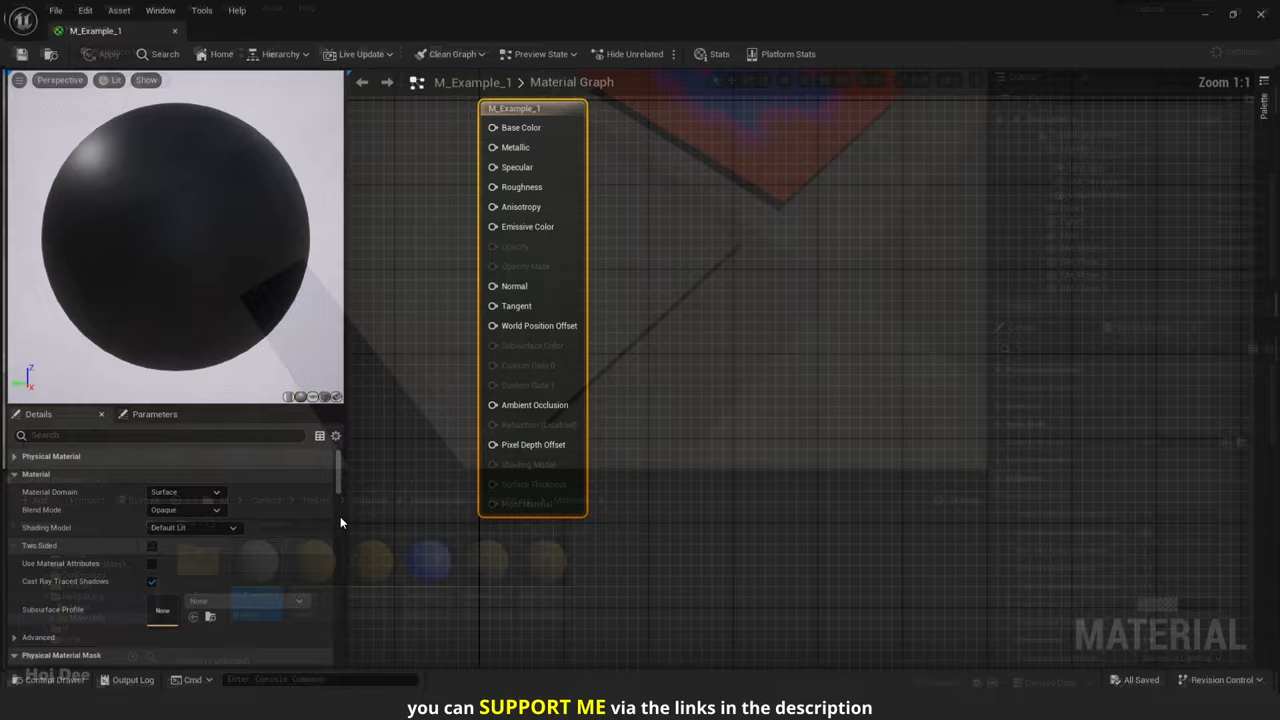 File Edit Asset Window Tools Help
M_Example_1
Apply Search Home Hierarchy Live Update Clean Graph Preview State Hide Unrelated Stats Platform Stats
Perspective Lit Show
M_Example_1 > Material Graph
Zoom 1:1
Palette
M_Example_1
Base Color
Metallic
Specular
Roughness
Anisotropy
Emissive Color
Opacity
Opacity Mask
Normal
Tangent
World Position Offset
Subsurface Color
Custom Data 0
Custom Data 1
Ambient Occlusion
Refraction (Disabled)
Pixel Depth Offset
Shading Model
Surface Thickness
Front Material
Z
X
Details Parameters
Search
Physical Material
Material
Material Domain Surface
Blend Mode Opaque
Shading Model Default Lit
Two Sided
Use Material Attributes
Cast Ray Traced Shadows
Subsurface Profile None None
Advanced
Physical Material Mask
MATERIAL
Hoi Dee
Output Log Cmd Enter Console Command All Saved Revision Control
you can SUPPORT ME via the links in the description